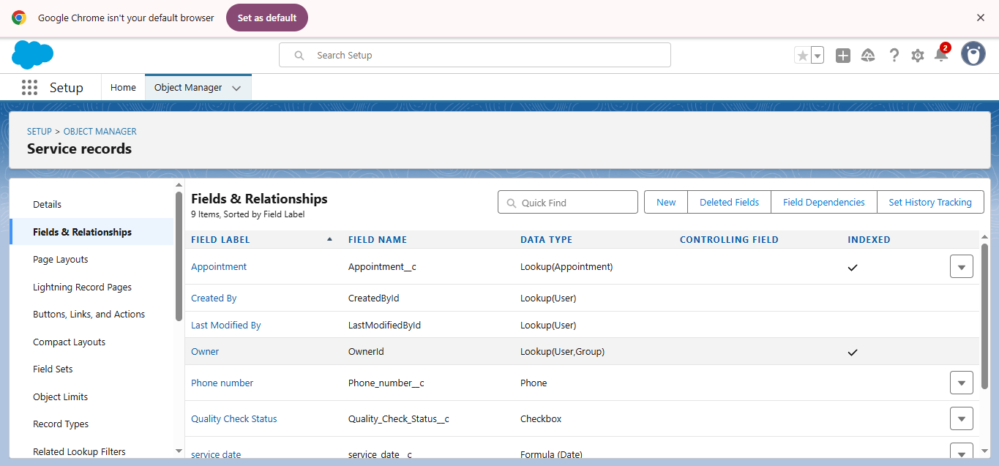 Google Chrome isn't your default browser
Set as default
Search Setup
2
Setup
Home
Object Manager
SETUP > OBJECT MANAGER
Service records
Details
Fields & Relationships
Page Layouts
Lightning Record Pages
Buttons, Links, and Actions
Compact Layouts
Field Sets
Object Limits
Record Types
Related Lookup Filters
Fields & Relationships
9 Items, Sorted by Field Label
Quick Find
New
Deleted Fields
Field Dependencies
Set History Tracking
FIELD LABEL FIELD NAME DATA TYPE CONTROLLING FIELD INDEXED
Appointment Appointment__c Lookup(Appointment)
Created By CreatedById Lookup(User)
Last Modified By LastModifiedById Lookup(User)
Owner OwnerId Lookup(User,Group)
Phone number Phone_number__c Phone
Quality Check Status Quality_Check_Status__c Checkbox
service date service_date__c Formula (Date)